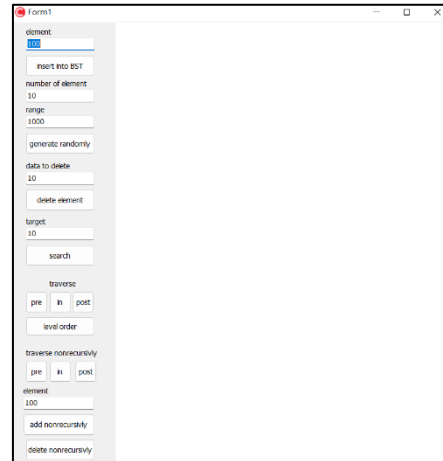 Form1
element
100
insert into BST
number of element
10
range
1000
generate randomly
data to delete
10
delete element
target
10
search
traverse
pre in post
level order
traverse nonrecursivly
pre in post
element
100
add nonrecursivly
delete nonrecursivly